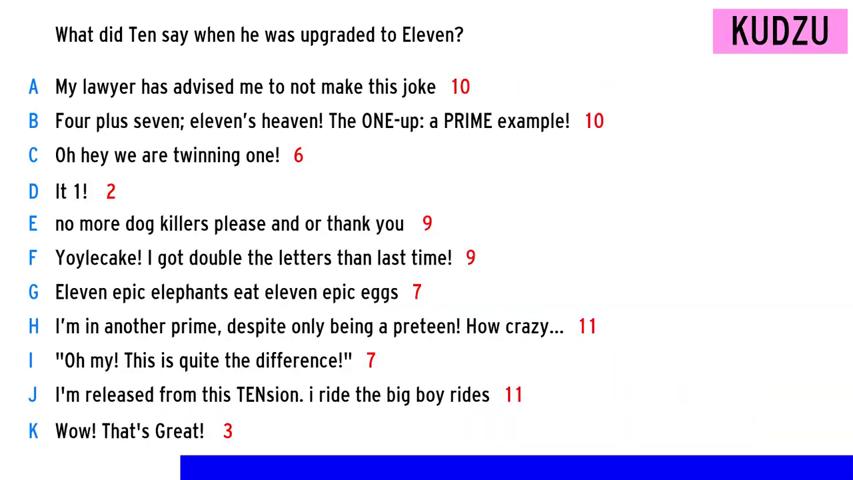 What did Ten say when he was upgraded to Eleven?
KUDZU
A My lawyer has advised me to not make this joke 10
B Four plus seven; eleven’s heaven! The ONE-up: a PRIME example! 10
C Oh hey we are twinning one! 6
D It 1! 2
E no more dog killers please and or thank you 9
F Yoylecake! I got double the letters than last time! 9
G Eleven epic elephants eat eleven epic eggs 7
H I’m in another prime, despite only being a preteen! How crazy... 11
I "Oh my! This is quite the difference!" 7
J I'm released from this TENsion. i ride the big boy rides 11
K Wow! That's Great! 3